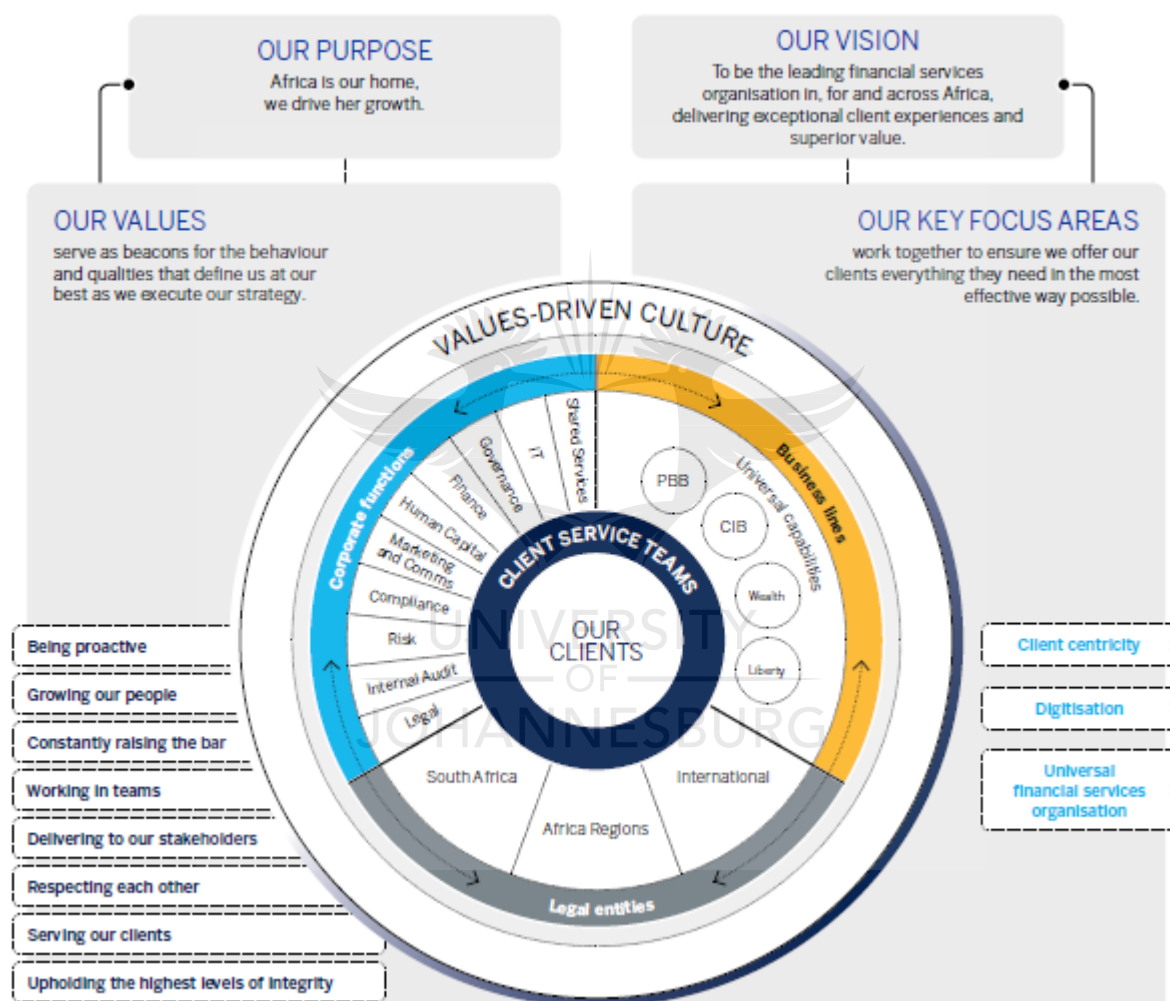 OUR PURPOSE
Africa is our home,
we drive her growth.
OUR VISION
To be the leading financial services
organisation in, for and across Africa,
delivering exceptional client experiences and
superior value.
OUR VALUES
serve as beacons for the behaviour
and qualities that define us at our
best as we execute our strategy.
OUR KEY FOCUS AREAS
work together to ensure we offer our
clients everything they need in the most
effective way possible.
VALUES-DRIVEN CULTURE
Corporate functions
Shared Services
IT
Governance
Finance
Human Capital
Marketing
and Comms
Compliance
Risk
Internal Audit
Legal
Business lines
Universal capabilities
PBB
CIB
Wealth
Liberty
CLIENT SERVICE TEAMS
OUR
CLIENTS
South Africa
Africa Regions
International
Legal entities
Being proactive
Growing our people
Constantly raising the bar
Working in teams
Delivering to our stakeholders
Respecting each other
Serving our clients
Upholding the highest levels of integrity
Client centricity
Digitisation
Universal
financial services
organisation
UNIVERSITY
OF
JOHANNESBURG